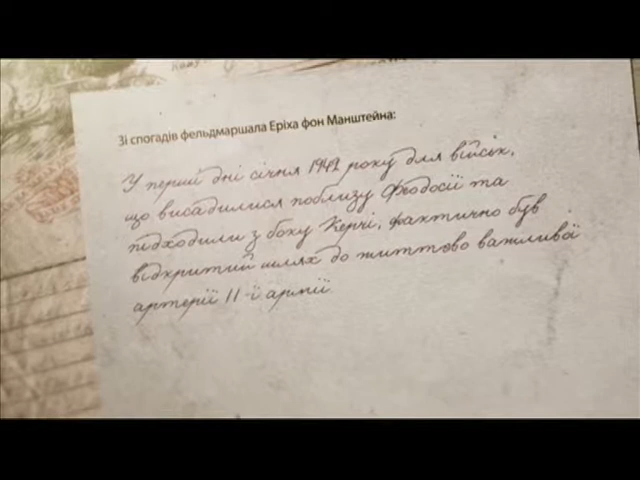 Зі спогадів фельдмаршала Еріха фон Манштейна:
У перші дні січня 1942 року для військ,
що висадилися поблизу Феодосії та
підходили з боку Керчі, фактично був
відкритий шлях до життєво важливої
артерії 11-ї армії